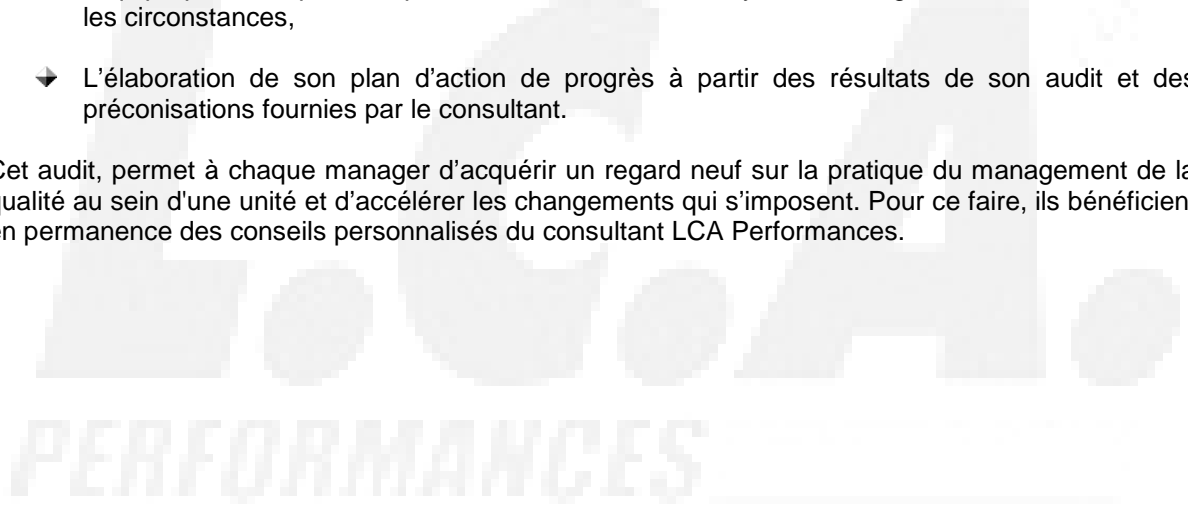 les circonstances,
L'élaboration de son plan d'action de progrès à partir des résultats de son audit et des
préconisations fournies par le consultant.
Cet audit, permet à chaque manager d'acquérir un regard neuf sur la pratique du management de la
qualité au sein d'une unité et d'accélérer les changements qui s'imposent. Pour ce faire, ils bénéficient
en permanence des conseils personnalisés du consultant LCA Performances.
L.C.A.
PERFORMANCES